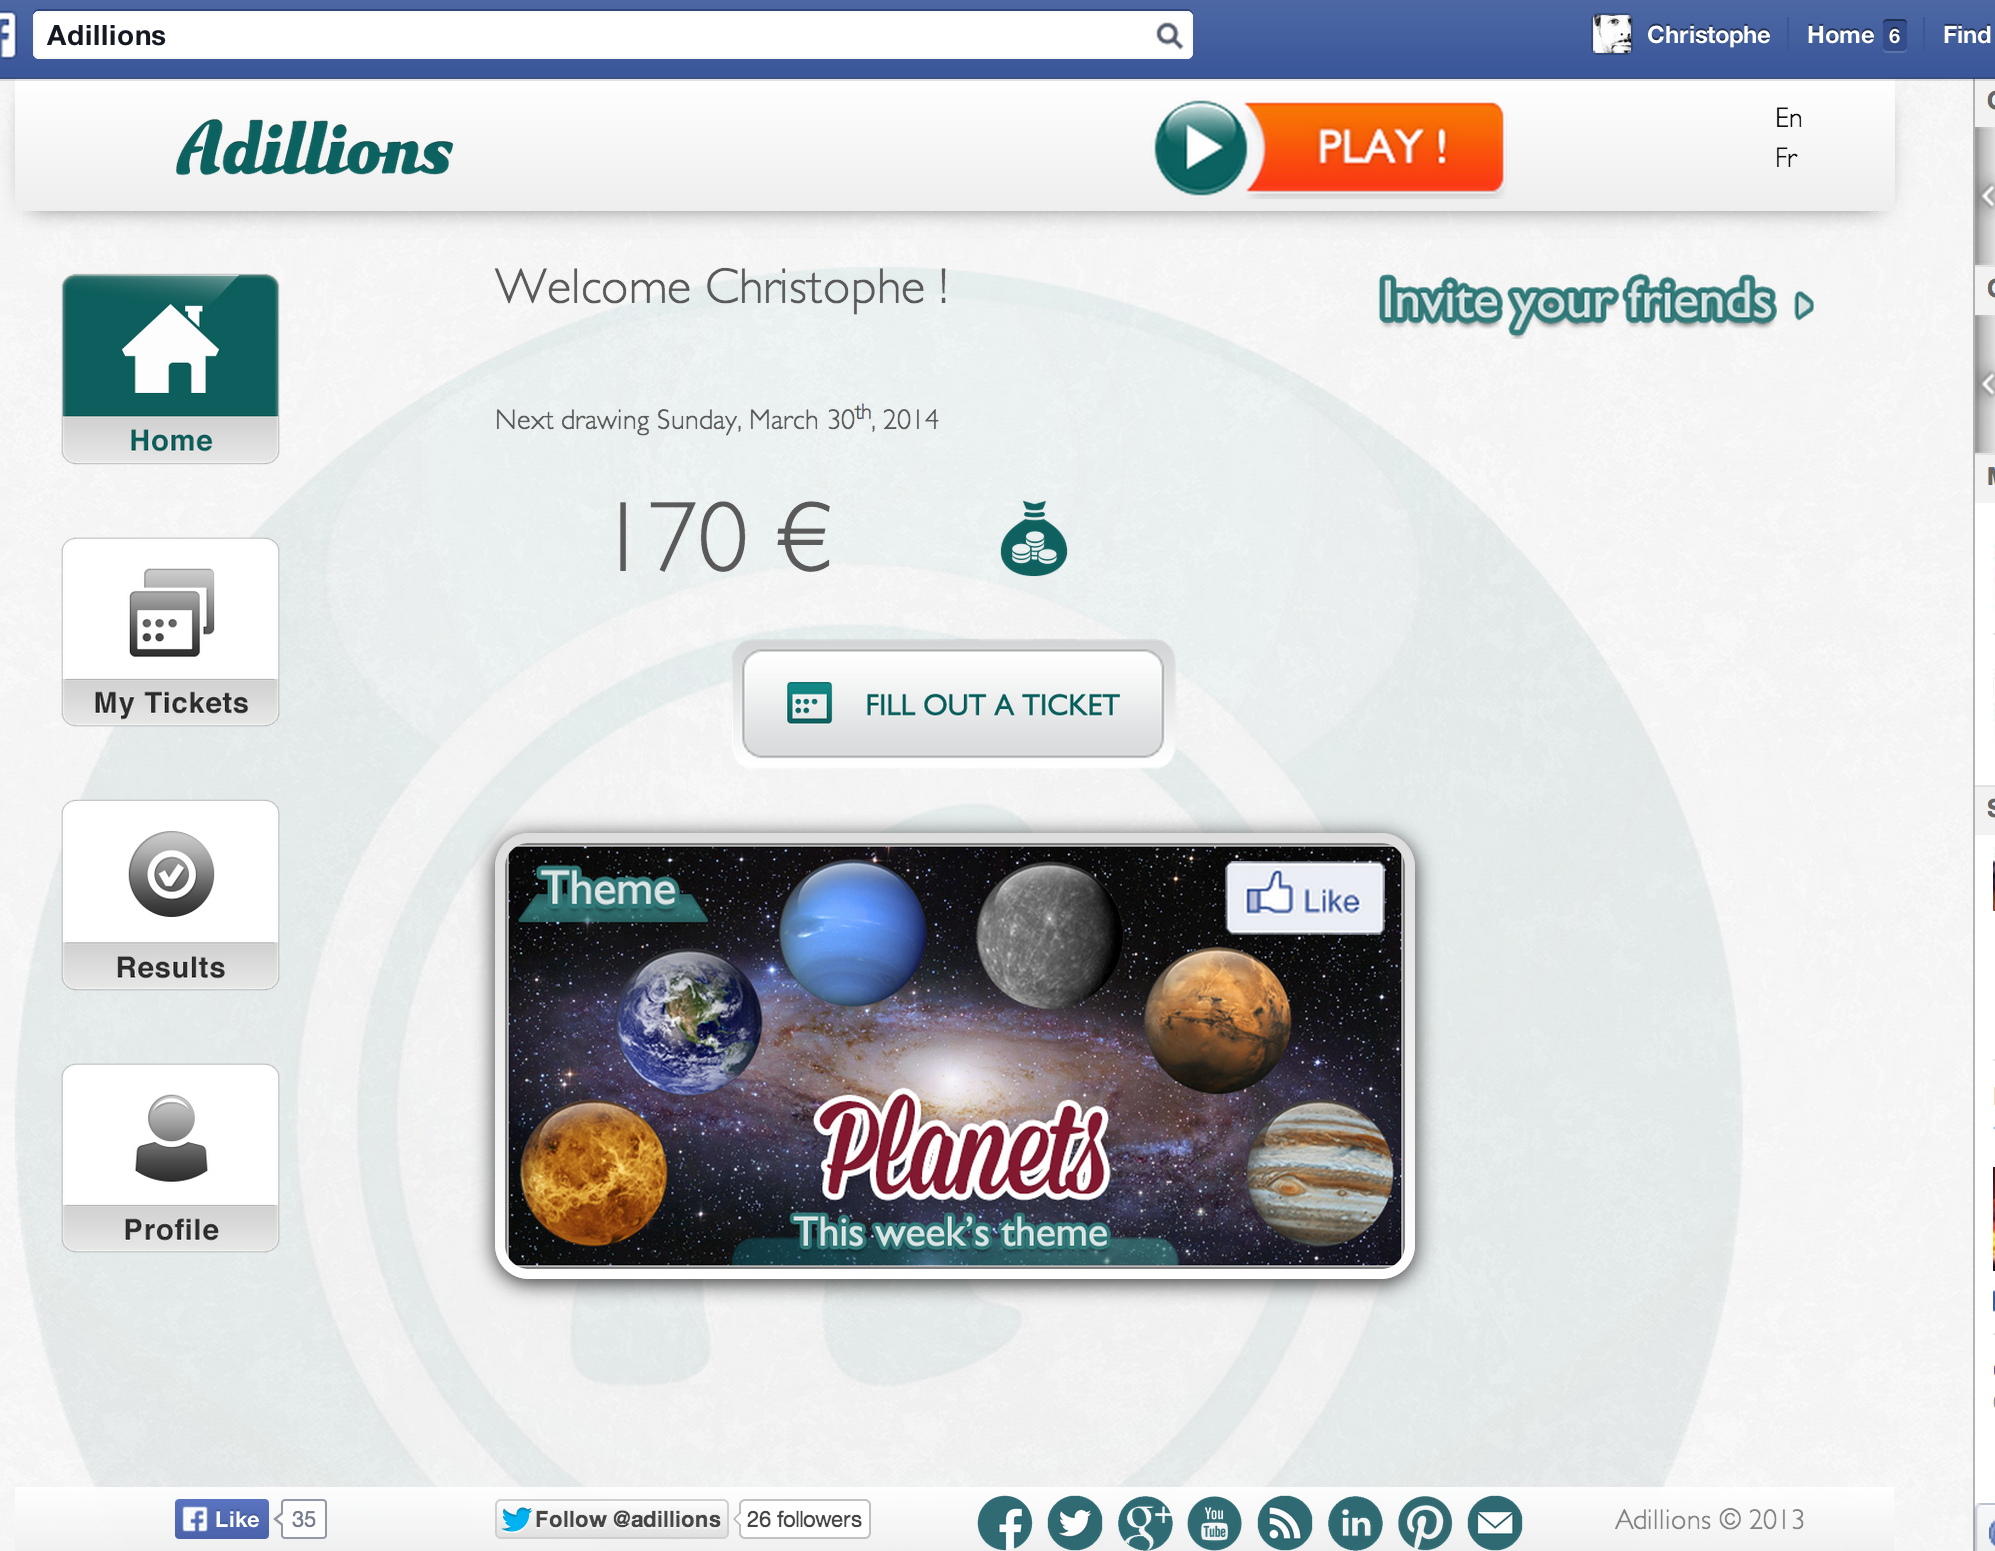 Adillions
Christophe
Home 6
Find
Adillions
PLAY !
En
Fr
Welcome Christophe !
Invite your friends
Home
Next drawing Sunday, March 30th, 2014
170 €
My Tickets
FILL OUT A TICKET
Theme
Like
Results
Planets
This week's theme
Profile
Like 35
Follow @adillions 26 followers
You
Tube
in
Adillions © 2013